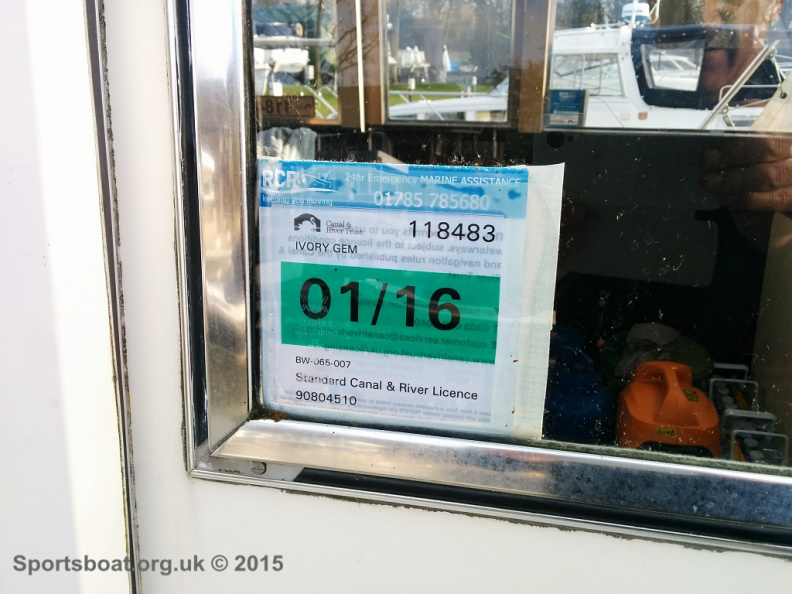 RCR
24hr Emergency MARINE ASSISTANCE
keeping you moving
01785 785680
Canal &
River Trust
118483
IVORY GEM
01/16
BW-065-007
Standard Canal & River Licence
90804510
Sportsboat.org.uk © 2015